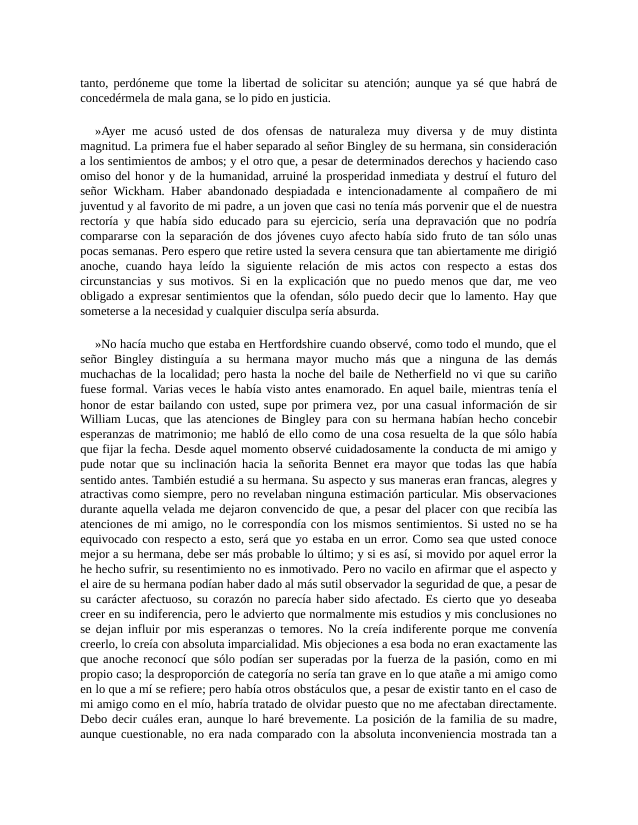 tanto, perdóneme que tome la libertad de solicitar su atención; aunque ya sé que habrá de
concedérmela de mala gana, se lo pido en justicia.
»Ayer me acusó usted de dos ofensas de naturaleza muy diversa y de muy distinta
magnitud. La primera fue el haber separado al señor Bingley de su hermana, sin consideración
a los sentimientos de ambos; y el otro que, a pesar de determinados derechos y haciendo caso
omiso del honor y de la humanidad, arruiné la prosperidad inmediata y destruí el futuro del
señor Wickham. Haber abandonado despiadada e intencionadamente al compañero de mi
juventud y al favorito de mi padre, a un joven que casi no tenía más porvenir que el de nuestra
rectoría y que había sido educado para su ejercicio, sería una depravación que no podría
compararse con la separación de dos jóvenes cuyo afecto había sido fruto de tan sólo unas
pocas semanas. Pero espero que retire usted la severa censura que tan abiertamente me dirigió
anoche, cuando haya leído la siguiente relación de mis actos con respecto a estas dos
circunstancias y sus motivos. Si en la explicación que no puedo menos que dar, me veo
obligado a expresar sentimientos que la ofendan, sólo puedo decir que lo lamento. Hay que
someterse a la necesidad y cualquier disculpa sería absurda.
»No hacía mucho que estaba en Hertfordshire cuando observé, como todo el mundo, que el
señor Bingley distinguía a su hermana mayor mucho más que a ninguna de las demás
muchachas de la localidad; pero hasta la noche del baile de Netherfield no vi que su cariño
fuese formal. Varias veces le había visto antes enamorado. En aquel baile, mientras tenía el
honor de estar bailando con usted, supe por primera vez, por una casual información de sir
William Lucas, que las atenciones de Bingley para con su hermana habían hecho concebir
esperanzas de matrimonio; me habló de ello como de una cosa resuelta de la que sólo había
que fijar la fecha. Desde aquel momento observé cuidadosamente la conducta de mi amigo y
pude notar que su inclinación hacia la señorita Bennet era mayor que todas las que había
sentido antes. También estudié a su hermana. Su aspecto y sus maneras eran francas, alegres y
atractivas como siempre, pero no revelaban ninguna estimación particular. Mis observaciones
durante aquella velada me dejaron convencido de que, a pesar del placer con que recibía las
atenciones de mi amigo, no le correspondía con los mismos sentimientos. Si usted no se ha
equivocado con respecto a esto, será que yo estaba en un error. Como sea que usted conoce
mejor a su hermana, debe ser más probable lo último; y si es así, si movido por aquel error la
he hecho sufrir, su resentimiento no es inmotivado. Pero no vacilo en afirmar que el aspecto y
el aire de su hermana podían haber dado al más sutil observador la seguridad de que, a pesar de
su carácter afectuoso, su corazón no parecía haber sido afectado. Es cierto que yo deseaba
creer en su indiferencia, pero le advierto que normalmente mis estudios y mis conclusiones no
se dejan influir por mis esperanzas o temores. No la creía indiferente porque me convenía
creerlo, lo creía con absoluta imparcialidad. Mis objeciones a esa boda no eran exactamente las
que anoche reconocí que sólo podían ser superadas por la fuerza de la pasión, como en mi
propio caso; la desproporción de categoría no sería tan grave en lo que atañe a mi amigo como
en lo que a mí se refiere; pero había otros obstáculos que, a pesar de existir tanto en el caso de
mi amigo como en el mío, habría tratado de olvidar puesto que no me afectaban directamente.
Debo decir cuáles eran, aunque lo haré brevemente. La posición de la familia de su madre,
aunque cuestionable, no era nada comparado con la absoluta inconveniencia mostrada tan a